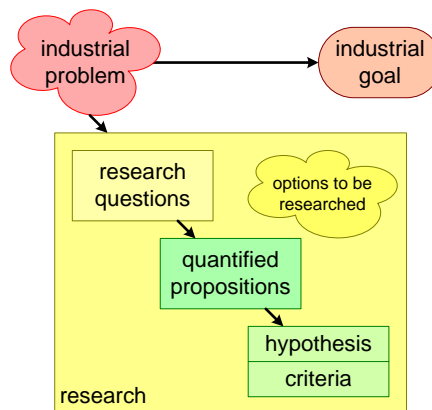 industrial
problem
industrial
goal
research
questions
options to be
researched
quantified
propositions
hypothesis
criteria
research